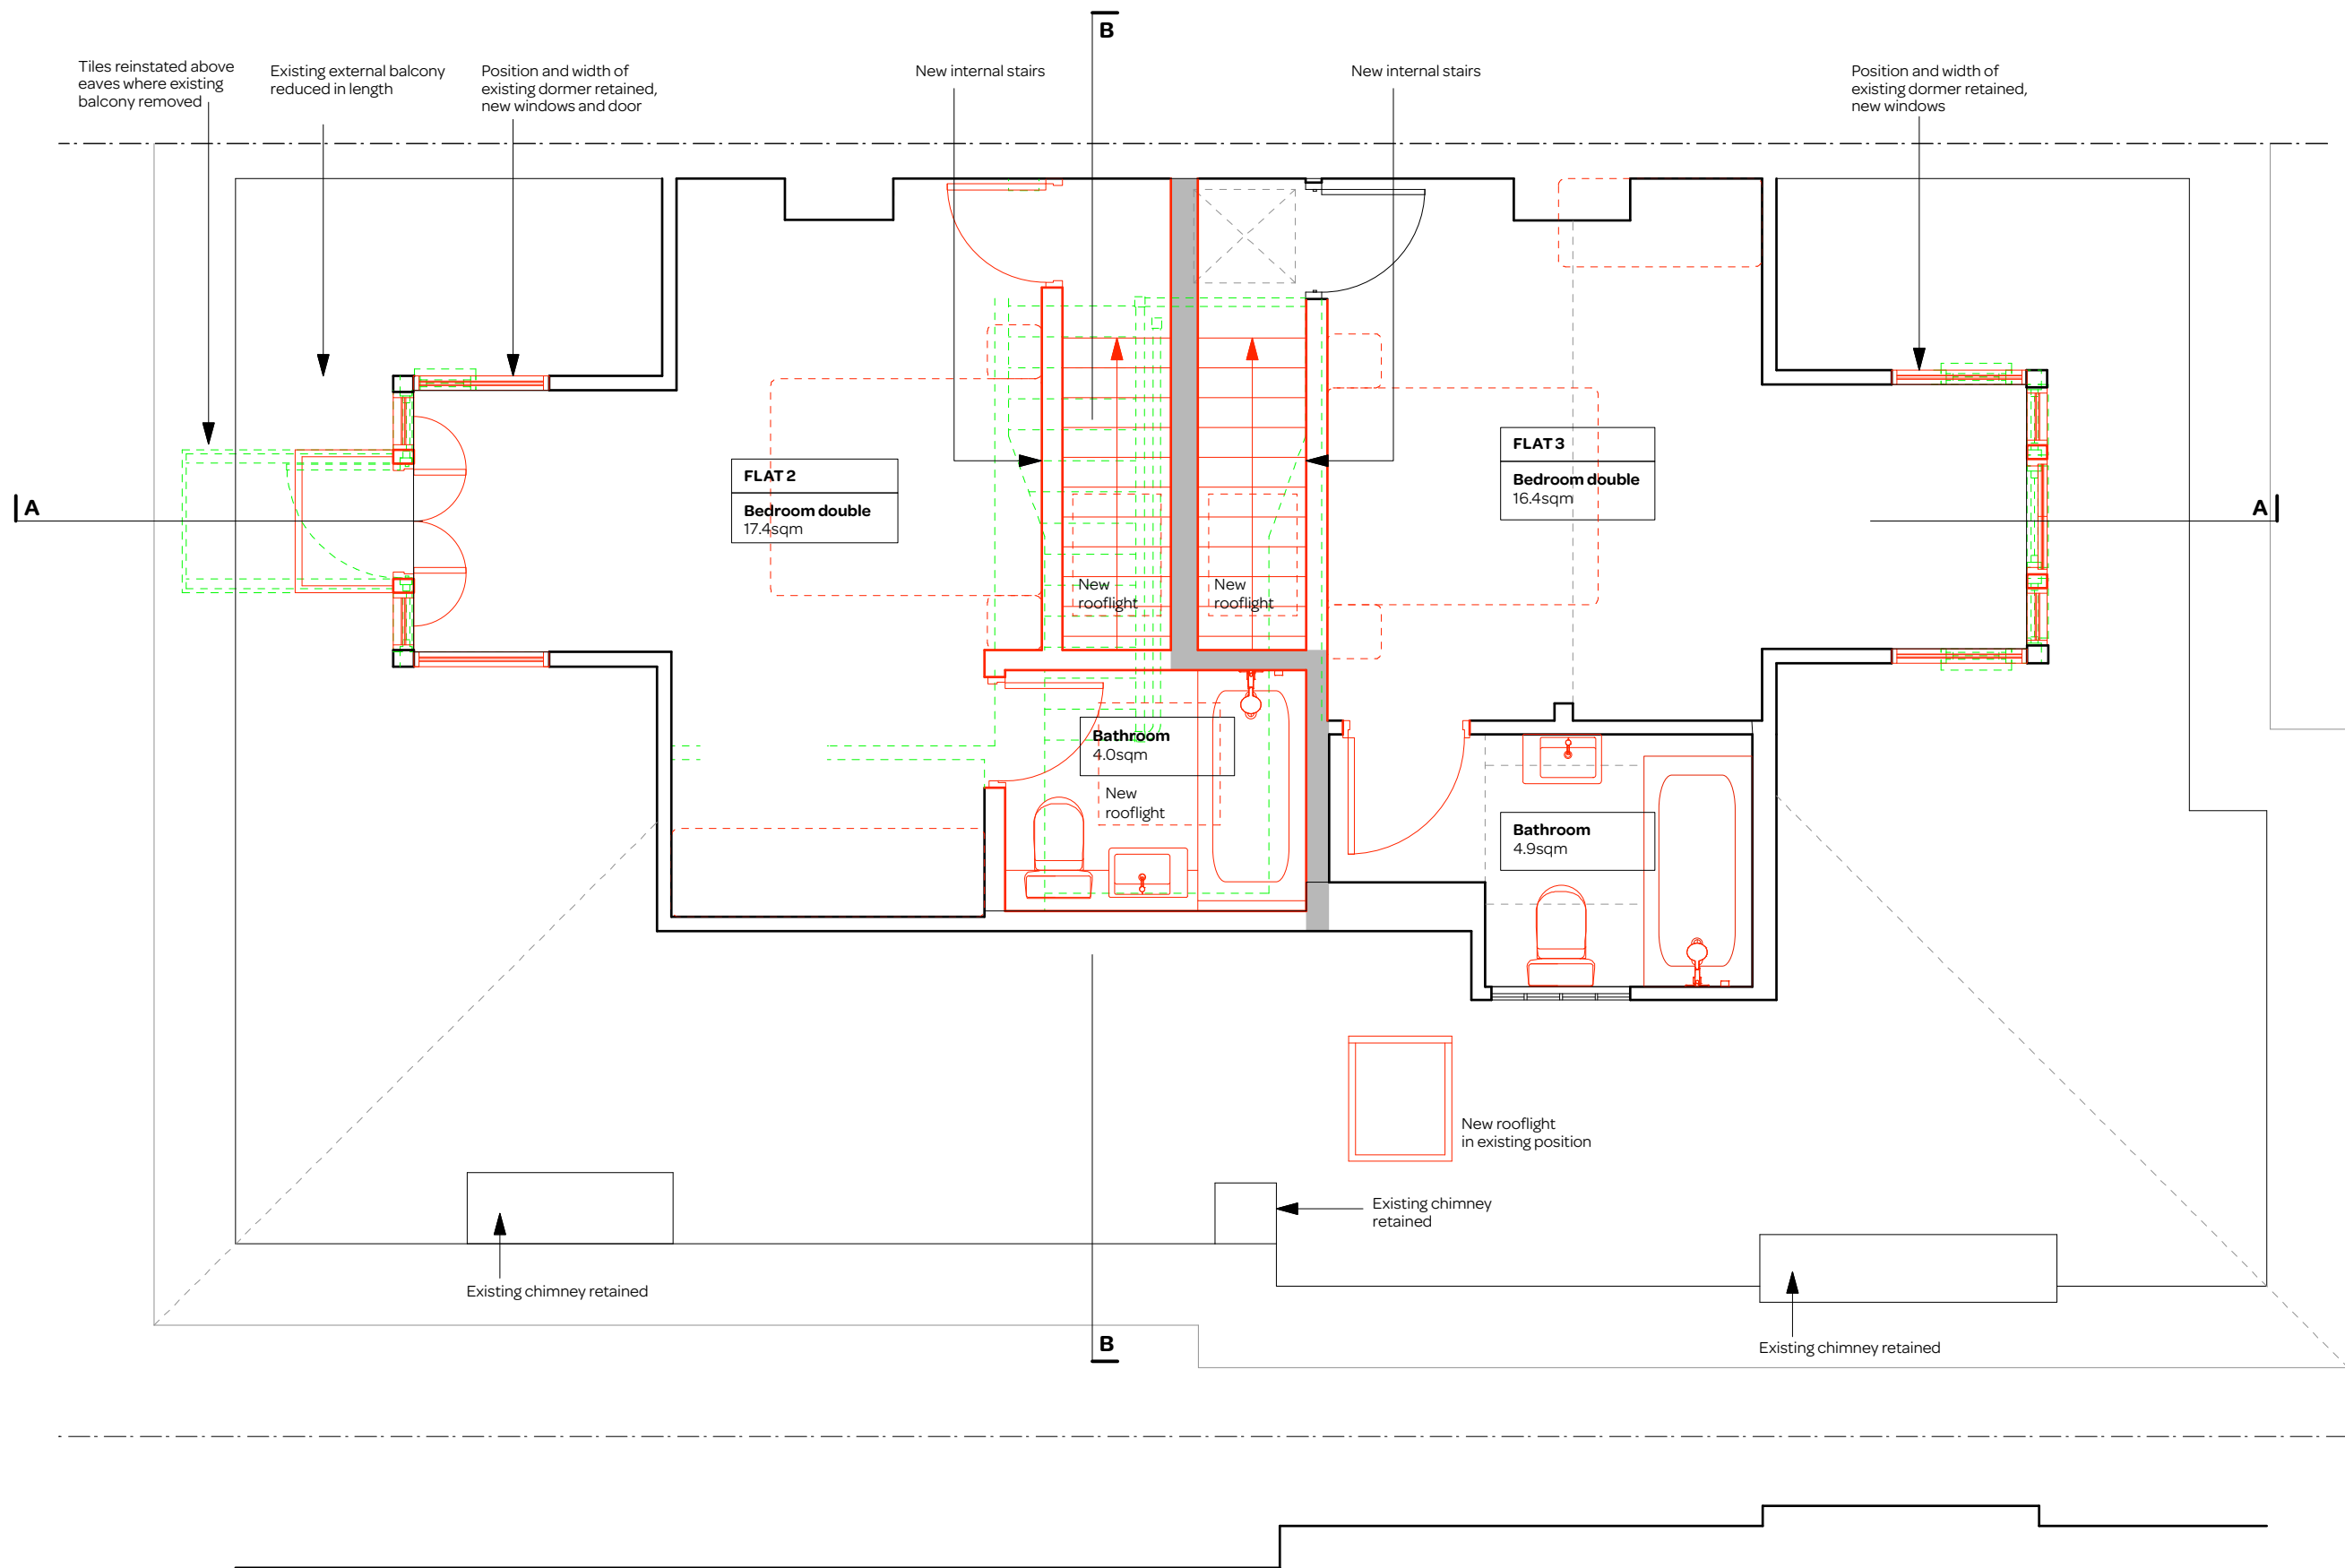 B
Tiles reinstated above
eaves where existing
balcony removed
Existing external balcony
reduced in length
Position and width of
existing dormer retained,
new windows and door
New internal stairs
New internal stairs
Position and width of
existing dormer retained,
new windows
FLAT 2
Bedroom double
17.4sqm
FLAT 3
Bedroom double
16.4sqm
A
A
New
rooflight
New
rooflight
Bathroom
4.0sqm
New
rooflight
Bathroom
4.9sqm
New rooflight
in existing position
Existing chimney
retained
Existing chimney retained
B
Existing chimney retained